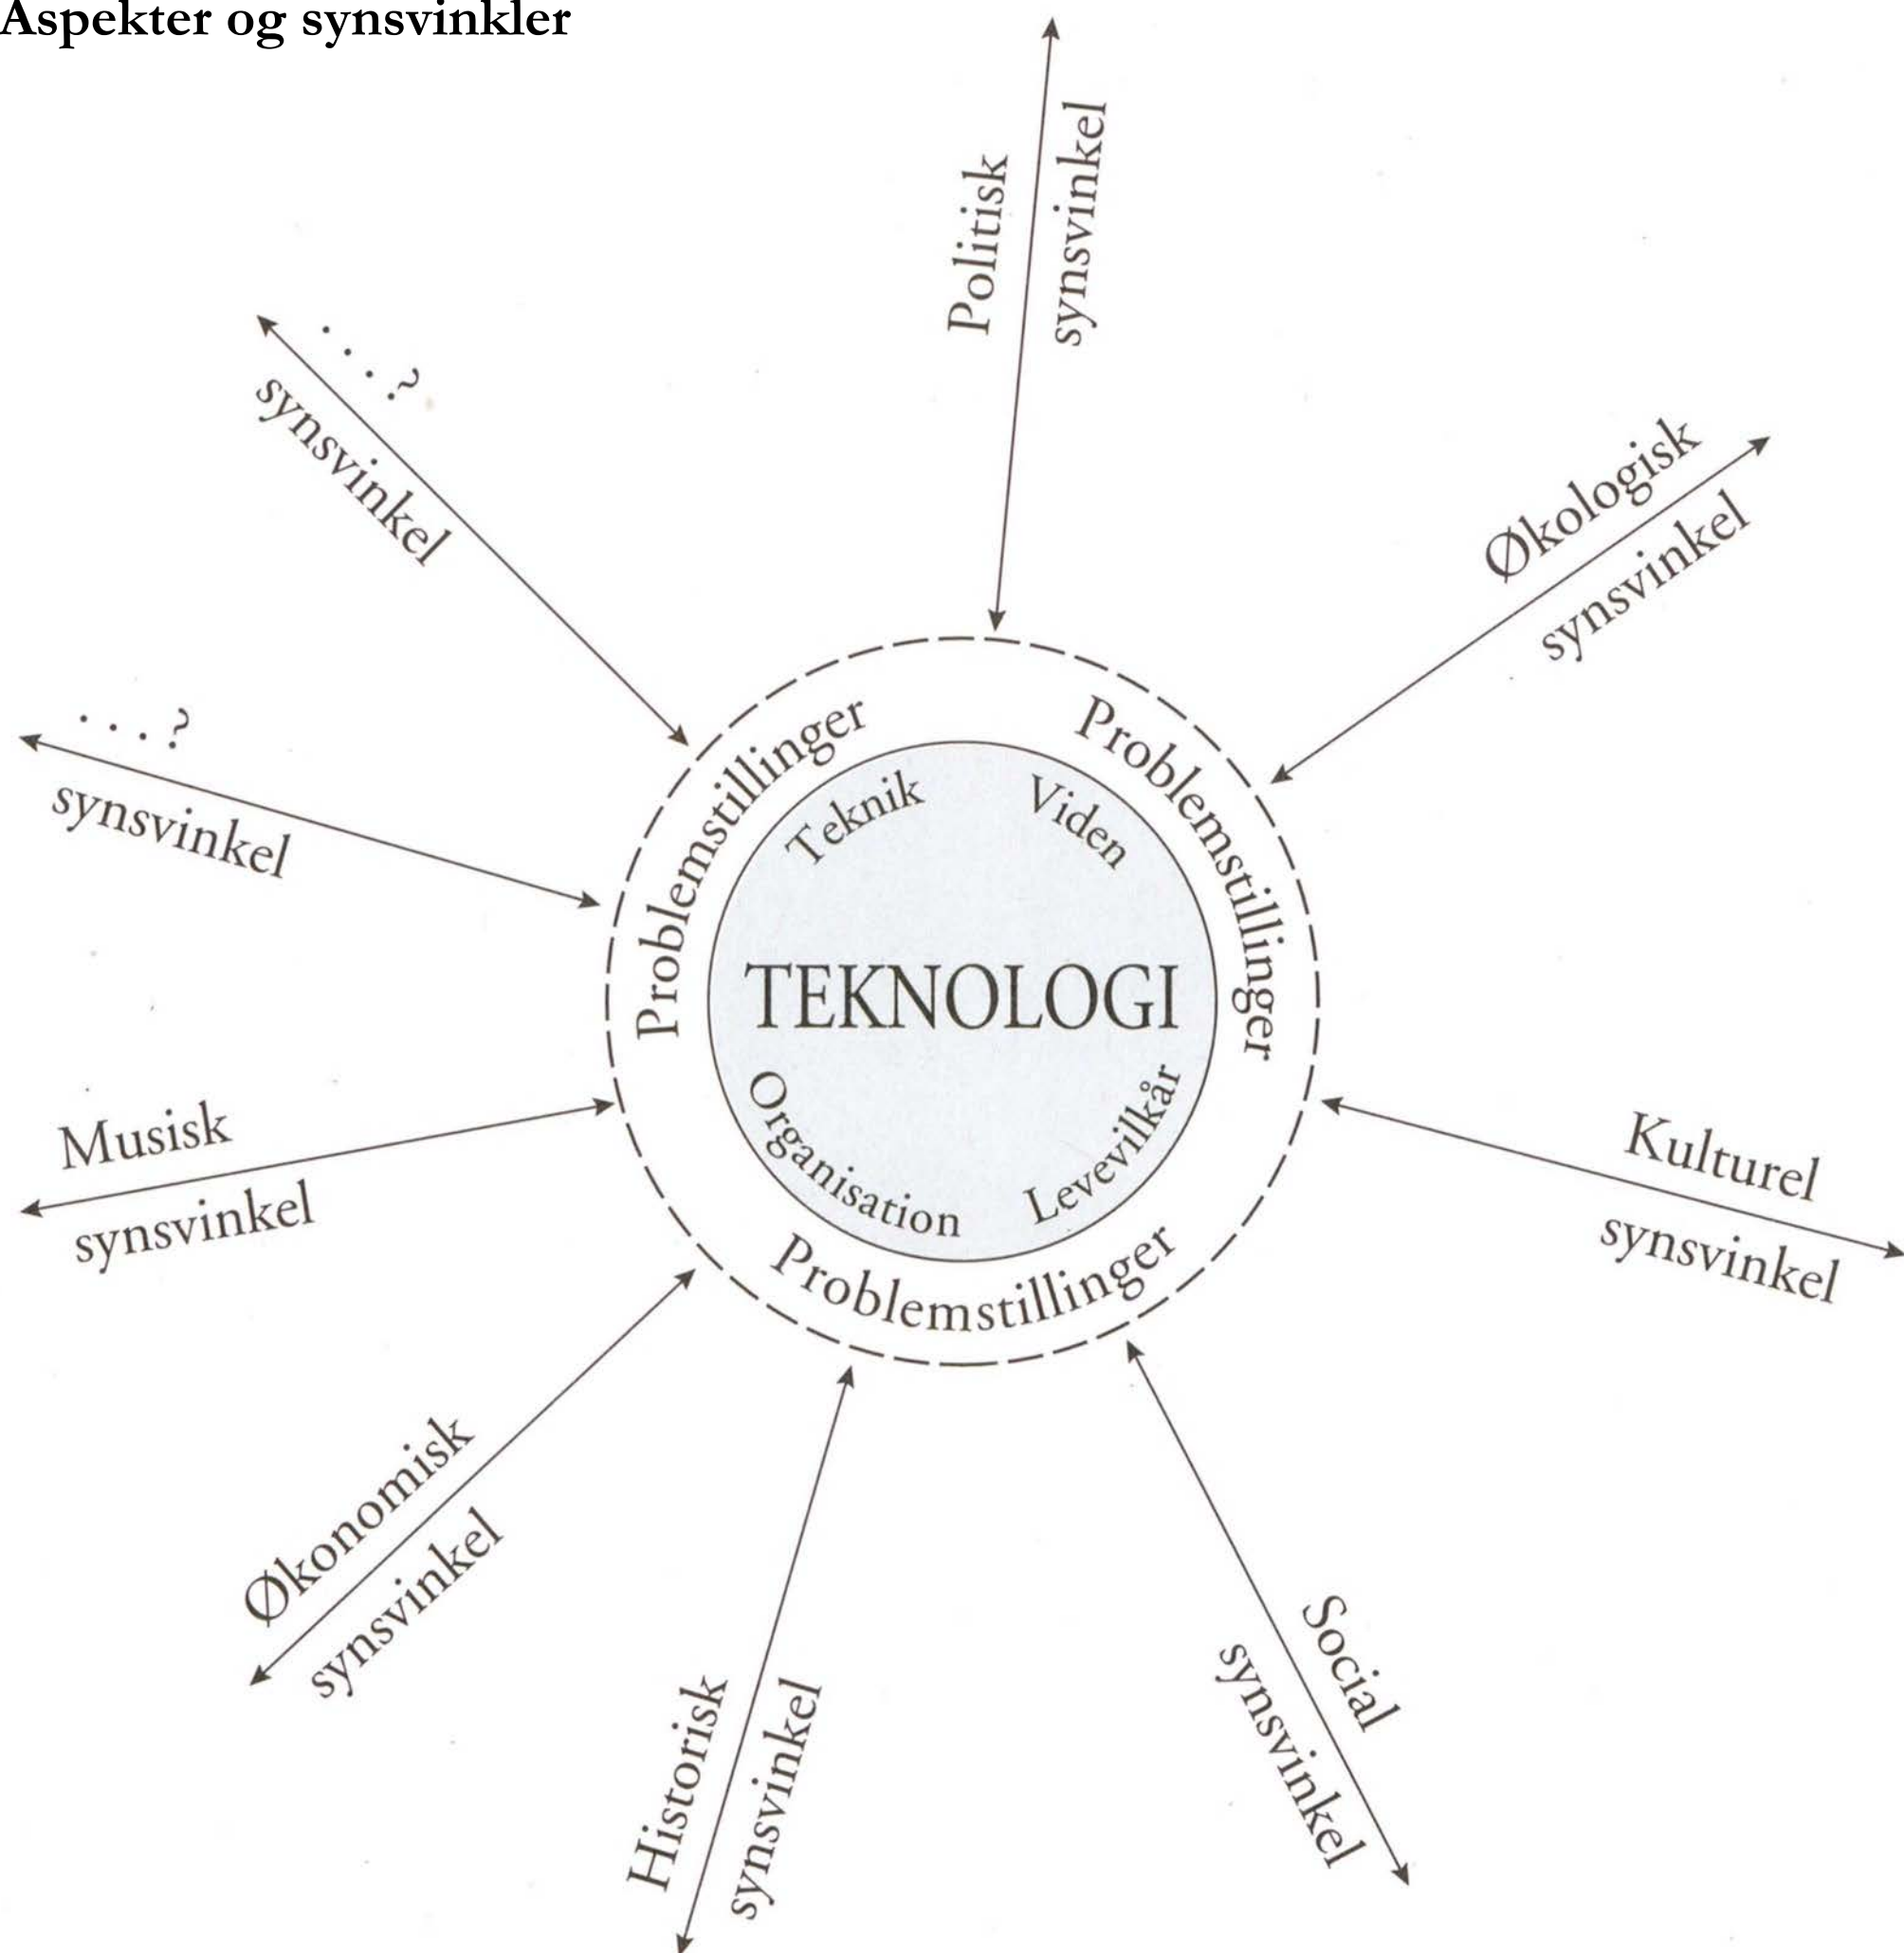 Aspekter og synsvinkler
Politisk
synsvinkel
Økologisk
synsvinkel
Kulturel
synsvinkel
Social
synsvinkel
Historisk
synsvinkel
Økonomisk
synsvinkel
Musisk
synsvinkel
. . . ?
synsvinkel
. . . ?
synsvinkel
Problemstillinger
Problemstillinger
Problemstillinger
Teknik
Viden
TEKNOLOGI
Organisation
Levevilkår